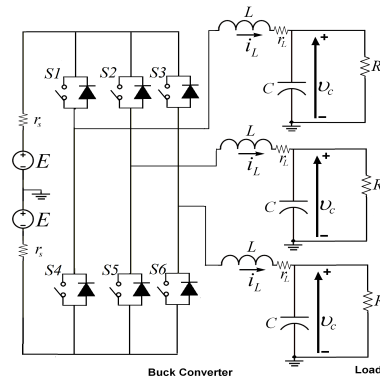 L
r_L
i_L
C
υ_c
+
−
R
S1
S2
S3
r_s
E
E
r_s
L
r_L
i_L
C
υ_c
+
−
R
S4
S5
S6
L
r_L
i_L
C
υ_c
+
−
R
Buck Converter
Load